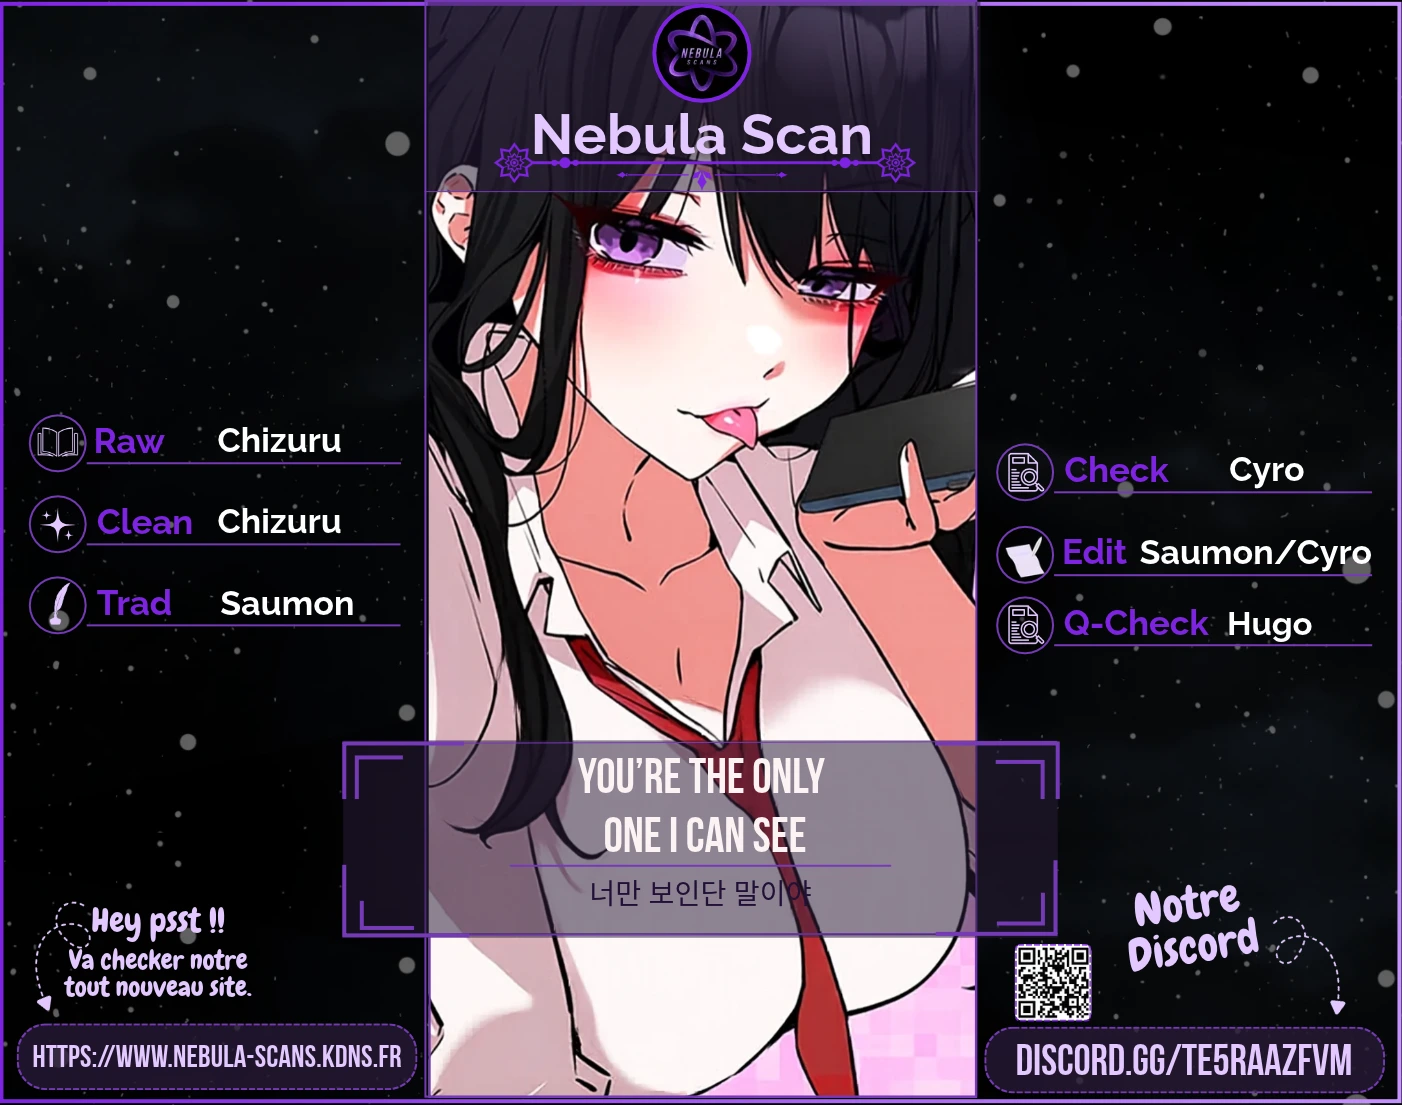 NEBULA
SCANS
Nebula Scan
Raw Chizuru
Clean Chizuru
Trad Saumon
Check Cyro
Edit Saumon/Cyro
Q-Check Hugo
YOU'RE THE ONLY
ONE I CAN SEE
너만 보인단 말이야
Hey psst !!
Va checker notre
tout nouveau site.
HTTPS://WWW.NEBULA-SCANS.KDNS.FR
Notre
Discord
DISCORD.GG/TE5RAAZFVM